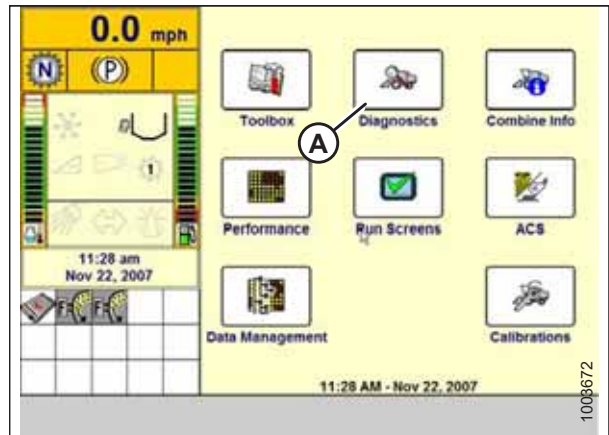 0.0 mph
N
(P)
1
11:28 am
Nov 22, 2007
F= F=
Toolbox
Diagnostics
Combine Info
A
Performance
Run Screens
ACS
Data Management
Calibrations
11:28 AM - Nov 22, 2007
1003672